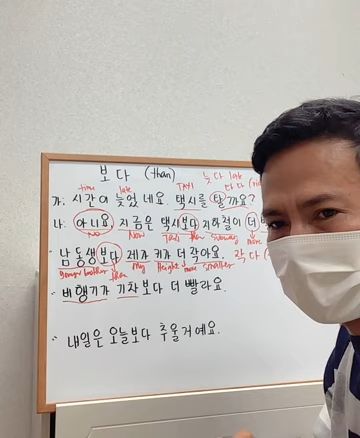 보다 (than) 늦다 late
time late TAXI 타다
가: 시간이 늦었네요. 택시를 탈까요?
나: 아니요 지금은 택시보다 지하철이 더
No Now Taxi than subway more
남동생보다 제가 키가 더 작아요. 작다
younger brother than my Height more smaller
비행기가 기차보다 더 빨라요.
내일은 오늘보다 추울거예요.